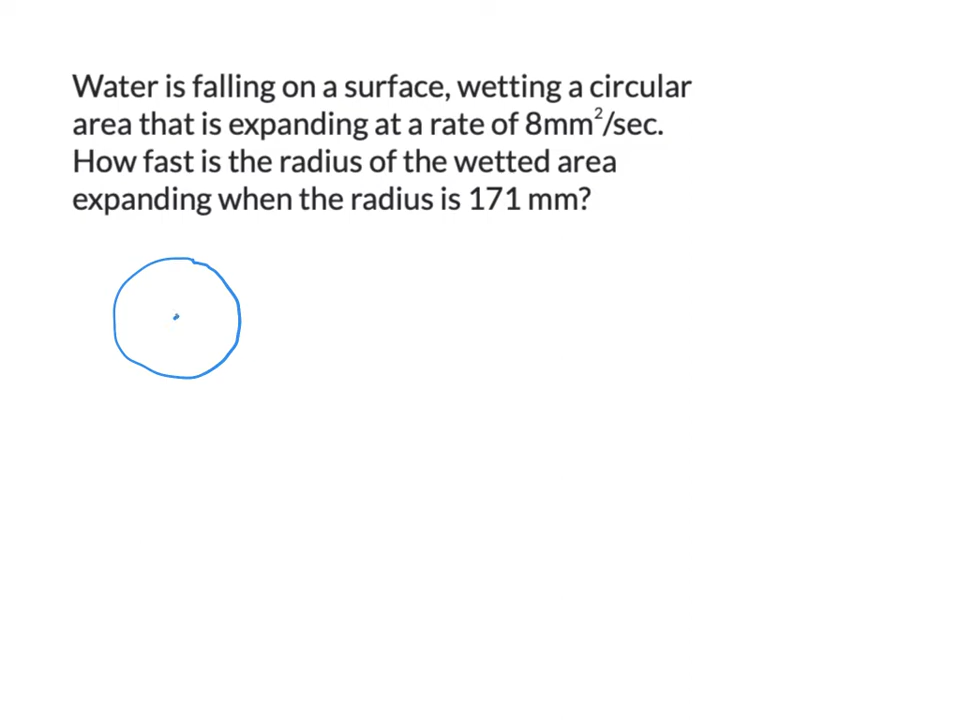 Water is falling on a surface, wetting a circular
area that is expanding at a rate of 8mm²/sec.
How fast is the radius of the wetted area
expanding when the radius is 171 mm?